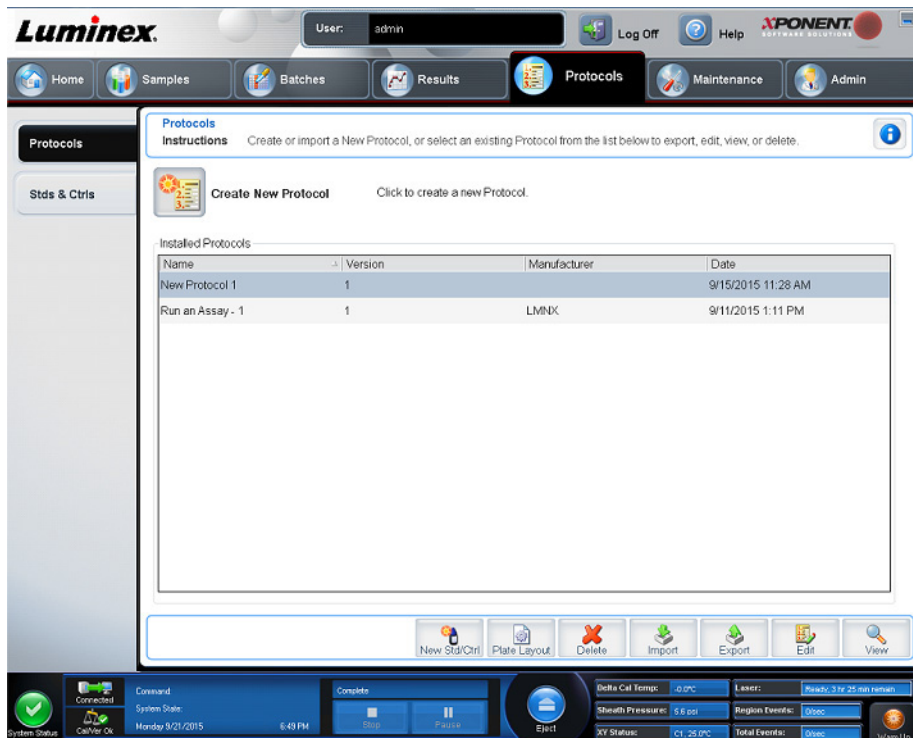 Luminex.
User: admin
Log Off
Help
XPONENT
SOFTWARE SOLUTIONS
Home
Samples
Batches
Results
Protocols
Maintenance
Admin
Protocols
Stds & Ctrls
Protocols
Instructions Create or import a New Protocol, or select an existing Protocol from the list below to export, edit, view, or delete.
Create New Protocol Click to create a new Protocol.
Installed Protocols
Name Version Manufacturer Date
New Protocol 1 1 9/15/2015 11:28 AM
Run an Assay - 1 1 LMNX 9/11/2015 1:11 PM
New Std/Ctrl
Plate Layout
Delete
Import
Export
Edit
View
System Status
Connected
Cal/Ver Ok
Command
System State:
Monday 9/21/2015 6:49 PM
Complete
Stop
Pause
Eject
Delta Cal Temp: -0.0°C
Sheath Pressure: 5.6 psi
XY Status: C1, 25.0°C
Laser: Ready, 3 hr 25 min remain
Region Events: 0/sec
Total Events: 0/sec
Warm Up